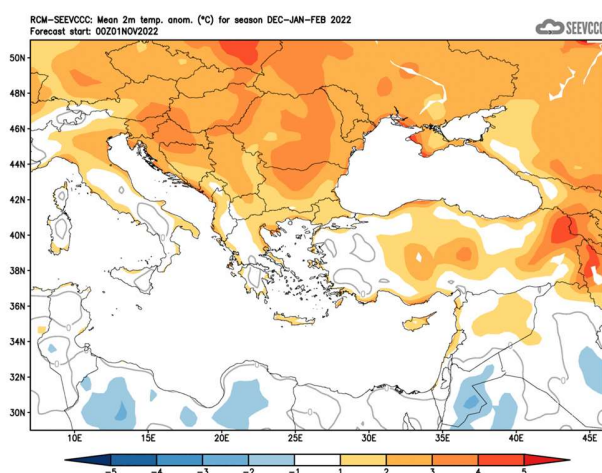 RCM-SEEVCCC: Mean 2m temp. anom. (°C) for season DEC-JAN-FEB 2022
Forecast start: 00Z01NOV2022
SEEVCCC
50N
48N
46N
44N
42N
40N
38N
36N
34N
32N
30N
10E 15E 20E 25E 30E 35E 40E 45E
-5 -4 -3 -2 -1 1 2 3 4 5